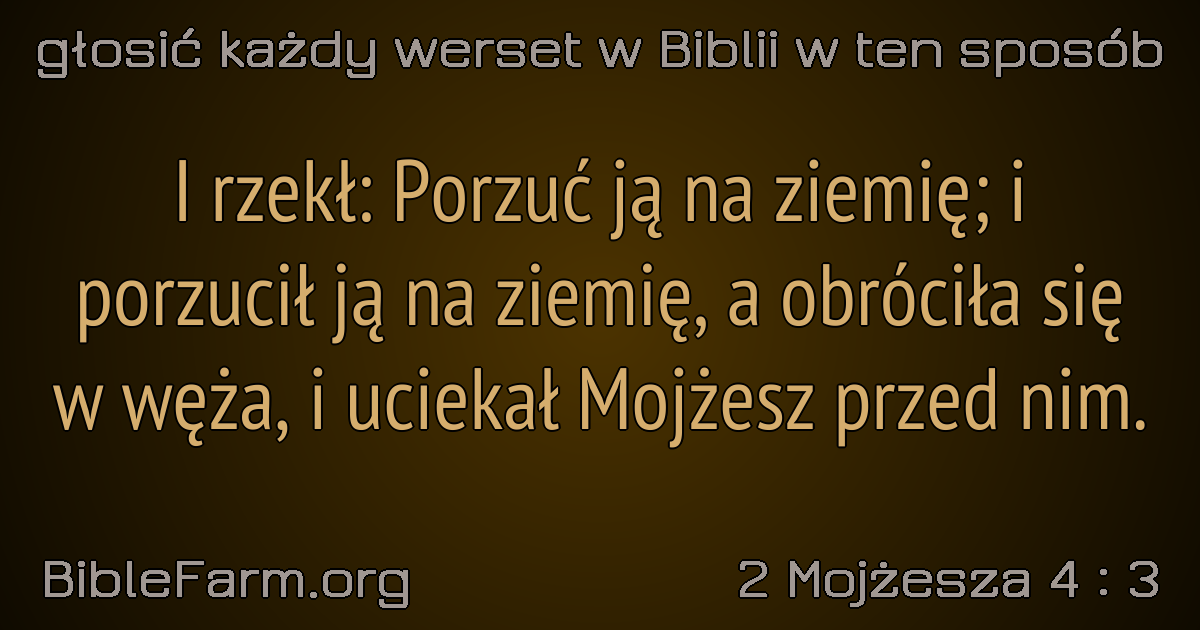 głosić każdy werset w Biblii w ten sposób
I rzekł: Porzuć ją na ziemię; i
porzucił ją na ziemię, a obróciła się
w węża, i uciekał Mojżesz przed nim.
BibleFarm.org
2 Mojżesza 4 : 3